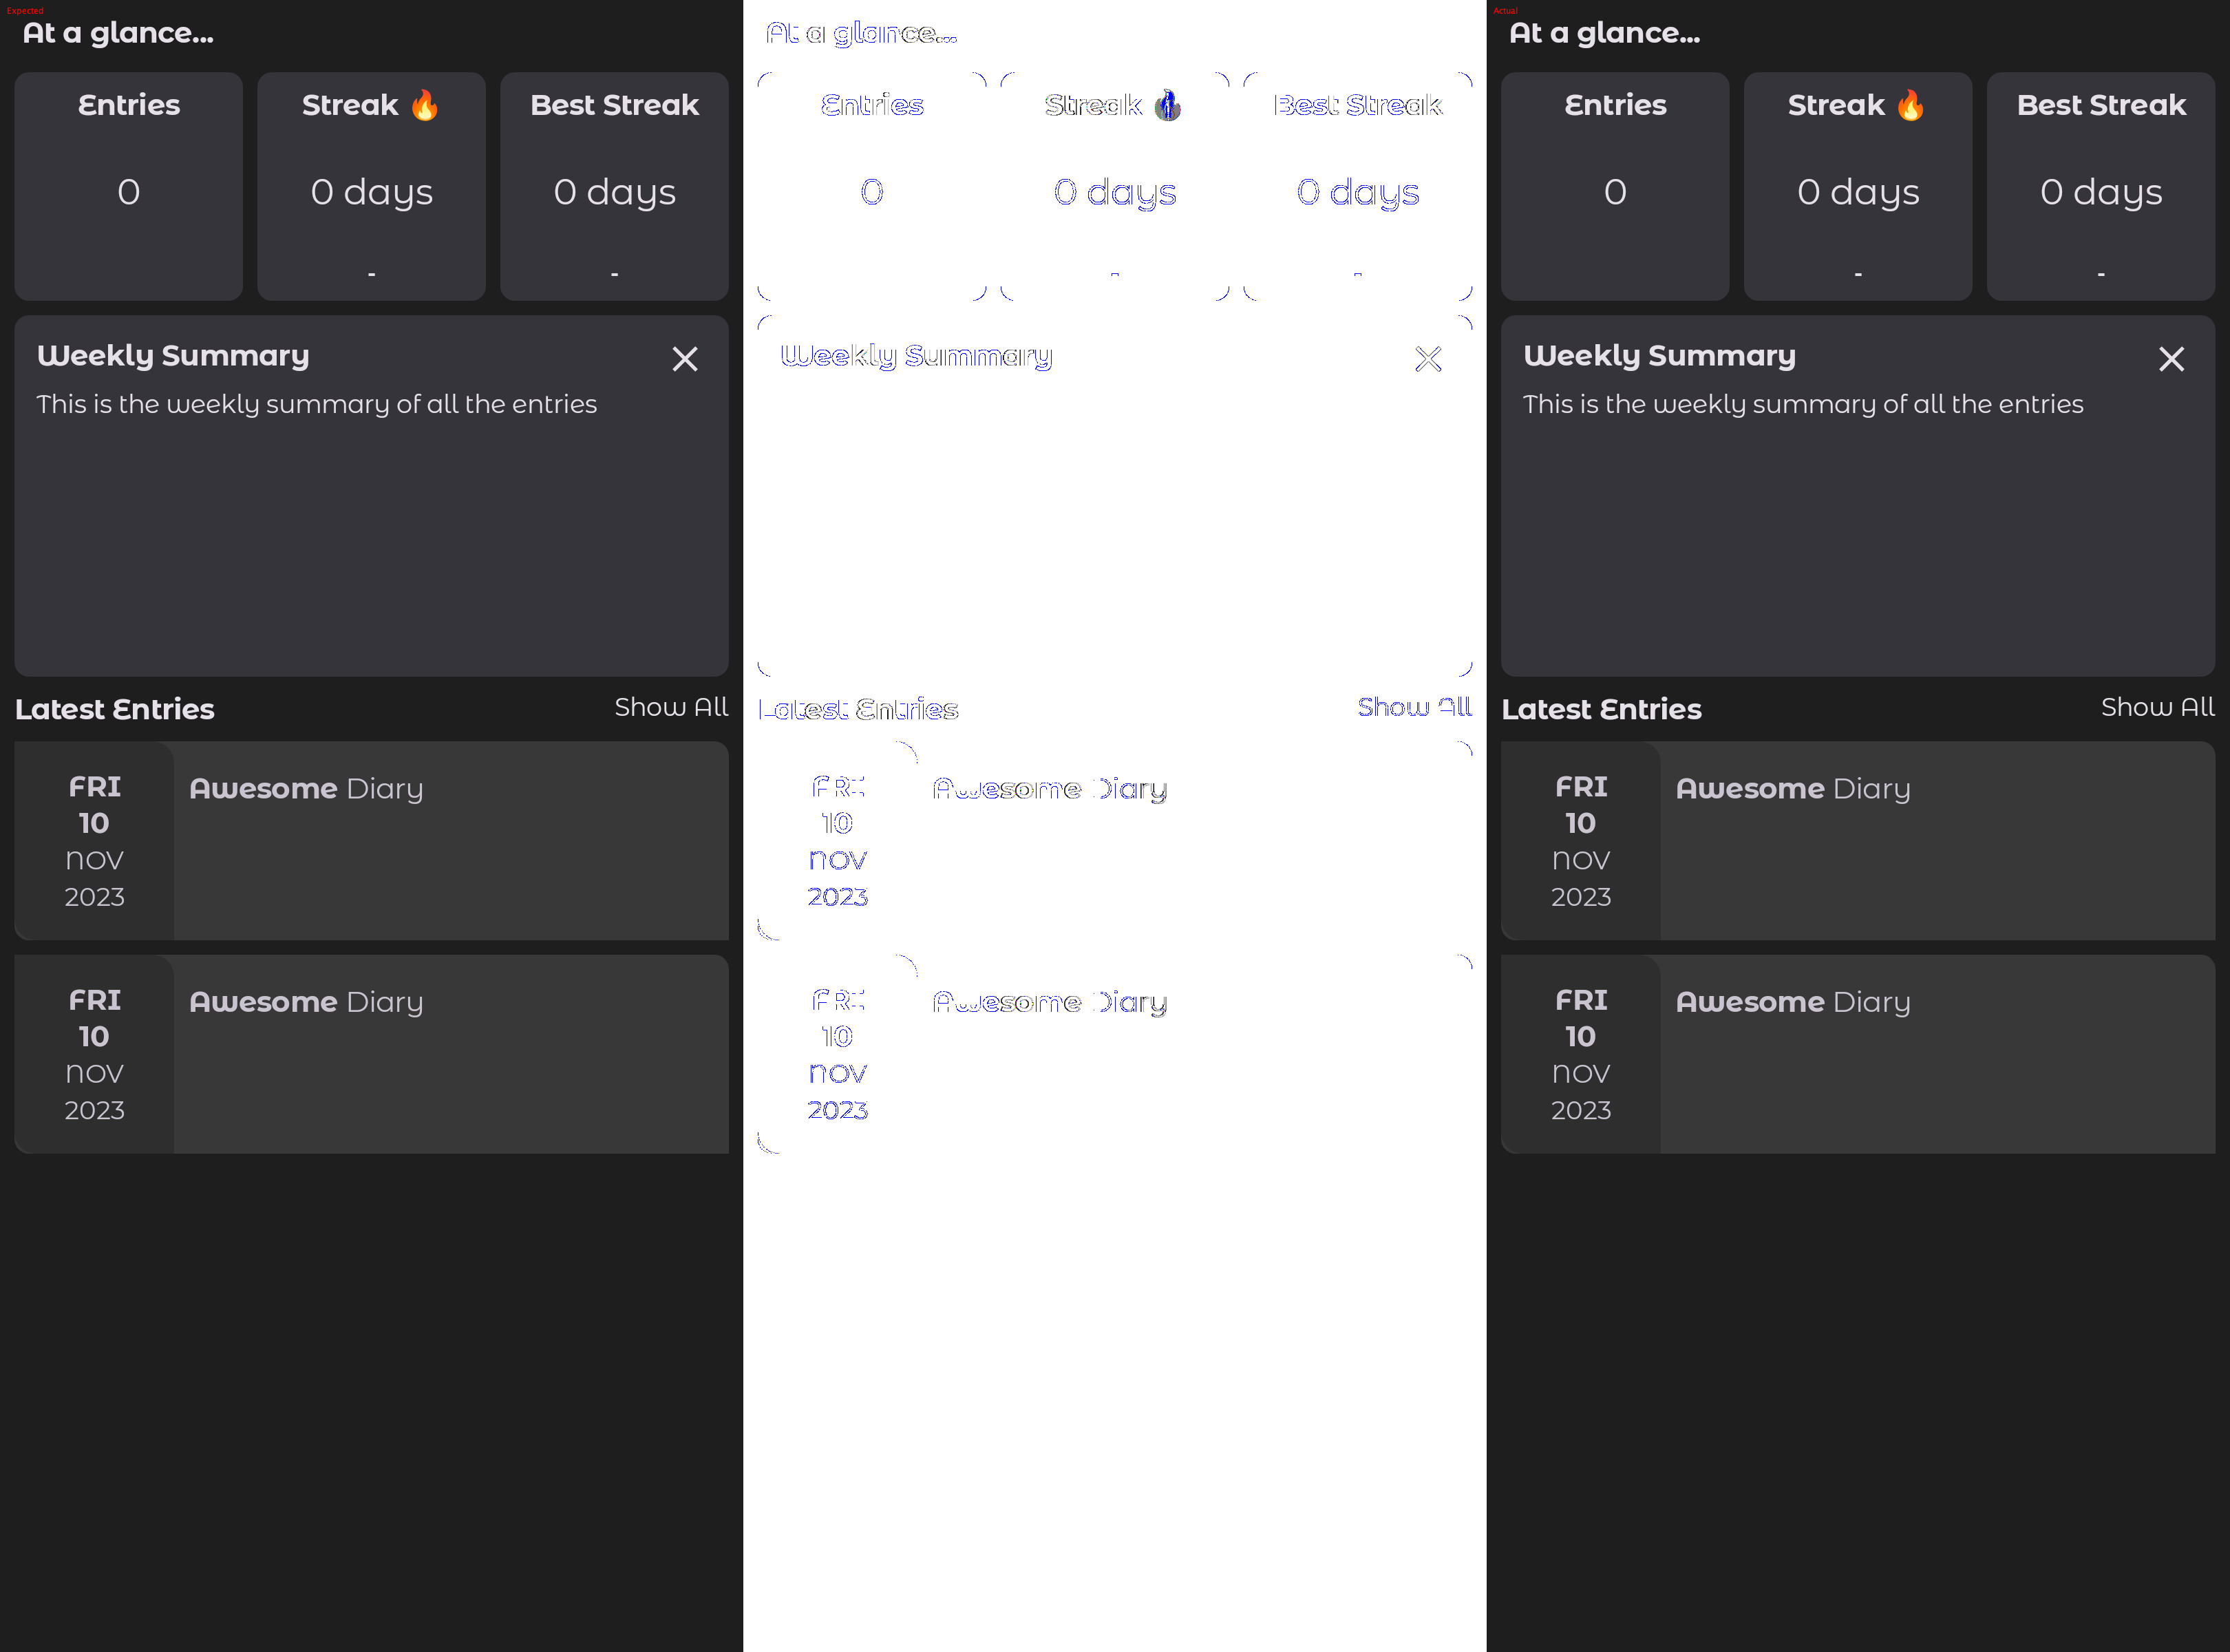 Expected
At a glance...
Entries
Streak 🔥
Best Streak
0
0 days
0 days
-
-
Weekly Summary
This is the weekly summary of all the entries
Latest Entries
Show All
FRI
10
NOV
2023
Awesome Diary
FRI
10
NOV
2023
Awesome Diary
At a glance...
Entries
Streak
Best Streak
0
0 days
0 days
-
-
Weekly Summary
Latest Entries
Show All
FRI
10
NOV
2023
Awesome Diary
FRI
10
NOV
2023
Awesome Diary
Actual
At a glance...
Entries
Streak 🔥
Best Streak
0
0 days
0 days
-
-
Weekly Summary
This is the weekly summary of all the entries
Latest Entries
Show All
FRI
10
NOV
2023
Awesome Diary
FRI
10
NOV
2023
Awesome Diary